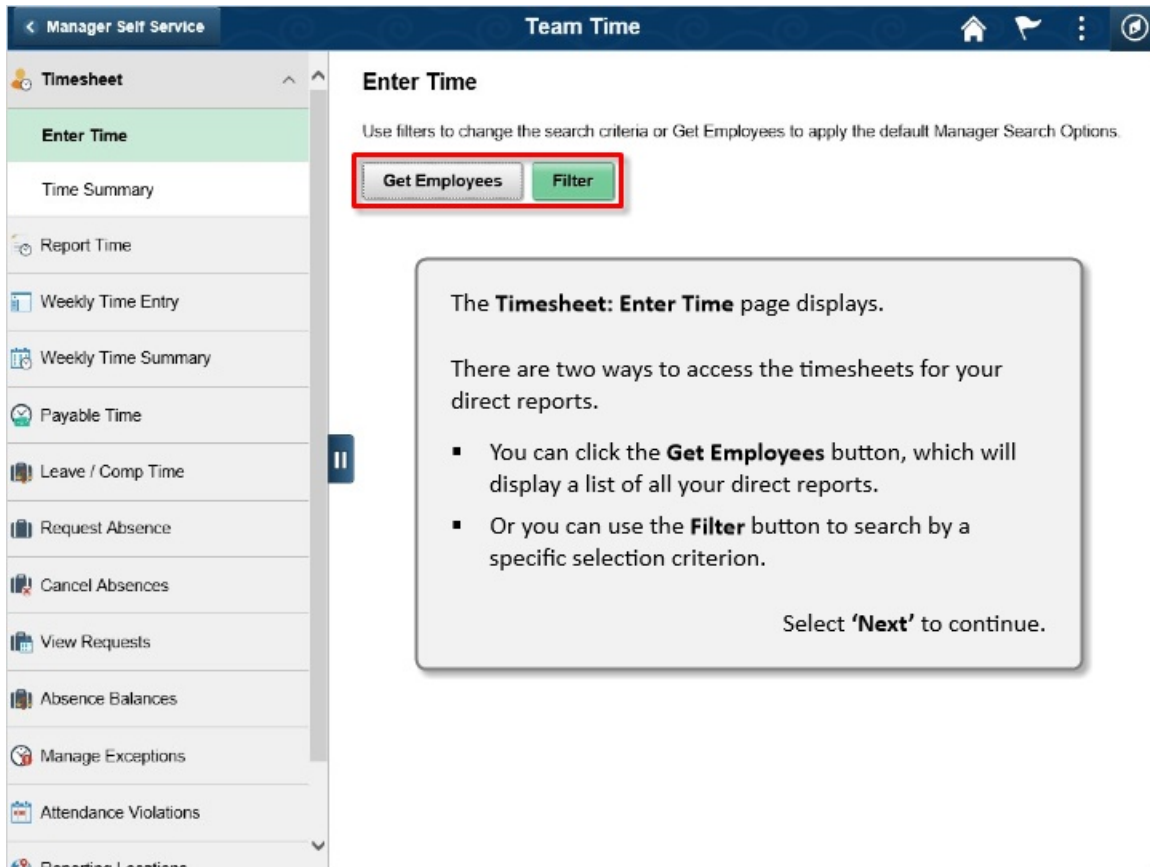 Manager Self Service
Team Time
Timesheet
Enter Time
Time Summary
Report Time
Weekly Time Entry
Weekly Time Summary
Payable Time
Leave / Comp Time
Request Absence
Cancel Absences
View Requests
Absence Balances
Manage Exceptions
Attendance Violations
Reporting Locations
Enter Time
Use filters to change the search criteria or Get Employees to apply the default Manager Search Options.
Get Employees
Filter
The Timesheet: Enter Time page displays.
There are two ways to access the timesheets for your
direct reports.
▪ You can click the Get Employees button, which will
display a list of all your direct reports.
▪ Or you can use the Filter button to search by a
specific selection criterion.
Select ‘Next’ to continue.